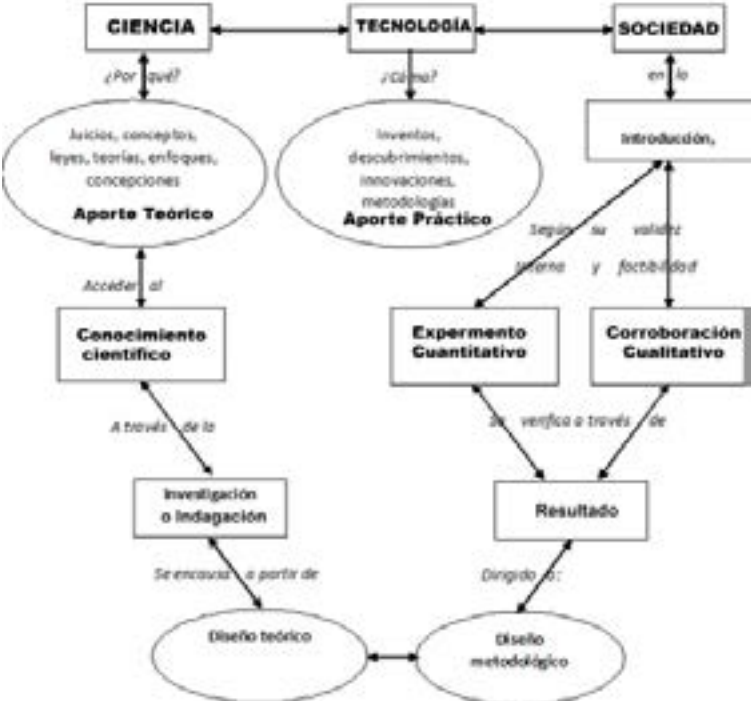 CIENCIA
TECNOLOGÍA
SOCIEDAD
¿Por qué?
¿Cómo?
en la
Juicios, conceptos,
leyes, teorías, enfoques,
concepciones
Aporte Teórico
Inventos,
descubrimientos,
innovaciones,
metodologías
Aporte Práctico
Introducción,
Según su validez
interna y factibilidad
Acceder al
Conocimiento
científico
Expermento
Cuantitativo
Corroboración
Cualitativo
A través de la
Se verifica a través de
Investigación
o Indagación
Resultado
Se encausa a partir de
Dirigido a:
Diseño teórico
Diseño
metodológico